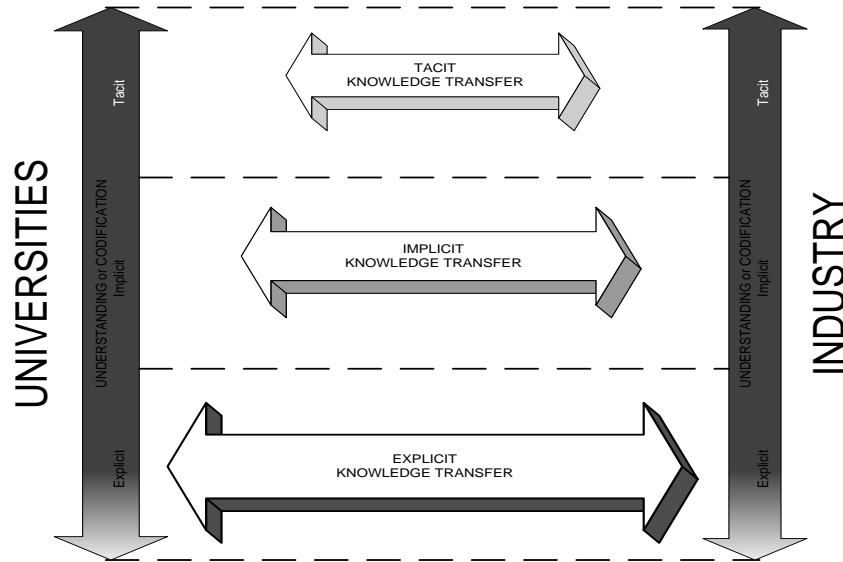 UNIVERSITIES
UNDERSTANDING or CODIFICATION
Tacit
Implicit
Explicit
TACIT
KNOWLEDGE TRANSFER
IMPLICIT
KNOWLEDGE TRANSFER
EXPLICIT
KNOWLEDGE TRANSFER
UNDERSTANDING or CODIFICATION
Tacit
Implicit
Explicit
INDUSTRY